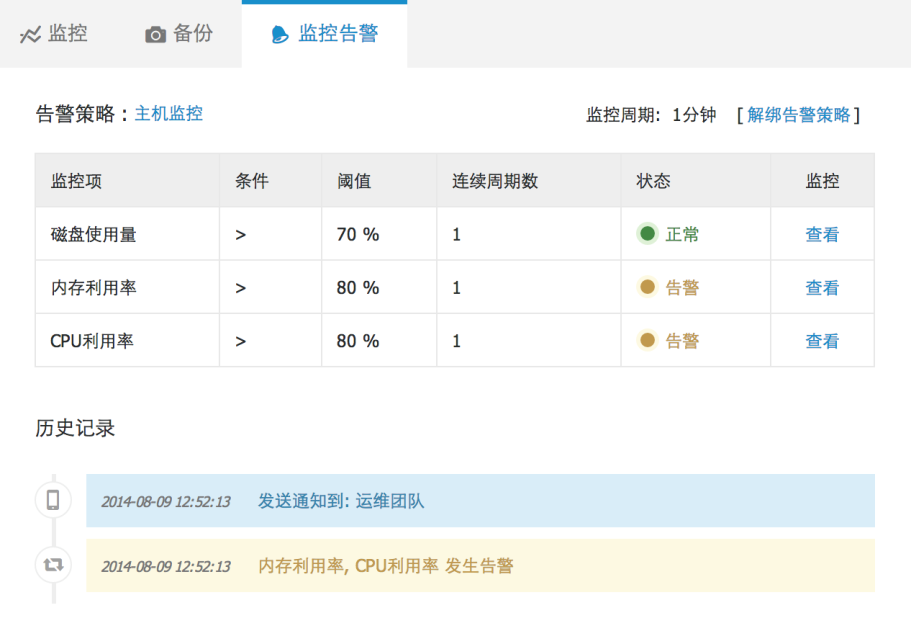 监控 备份 监控告警
告警策略：主机监控 监控周期: 1分钟 [解绑告警策略]
监控项 条件 阈值 连续周期数 状态 监控
磁盘使用量 > 70 % 1 正常 查看
内存利用率 > 80 % 1 告警 查看
CPU利用率 > 80 % 1 告警 查看
历史记录
2014-08-09 12:52:13 发送通知到: 运维团队
2014-08-09 12:52:13 内存利用率, CPU利用率 发生告警